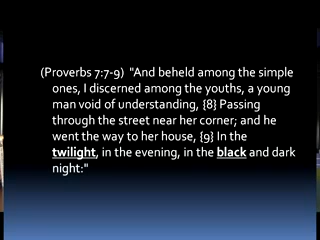 (Proverbs 7:7-9) "And beheld among the simple
ones, I discerned among the youths, a young
man void of understanding, {8} Passing
through the street near her corner; and he
went the way to her house, {9} In the
twilight, in the evening, in the black and dark
night:"